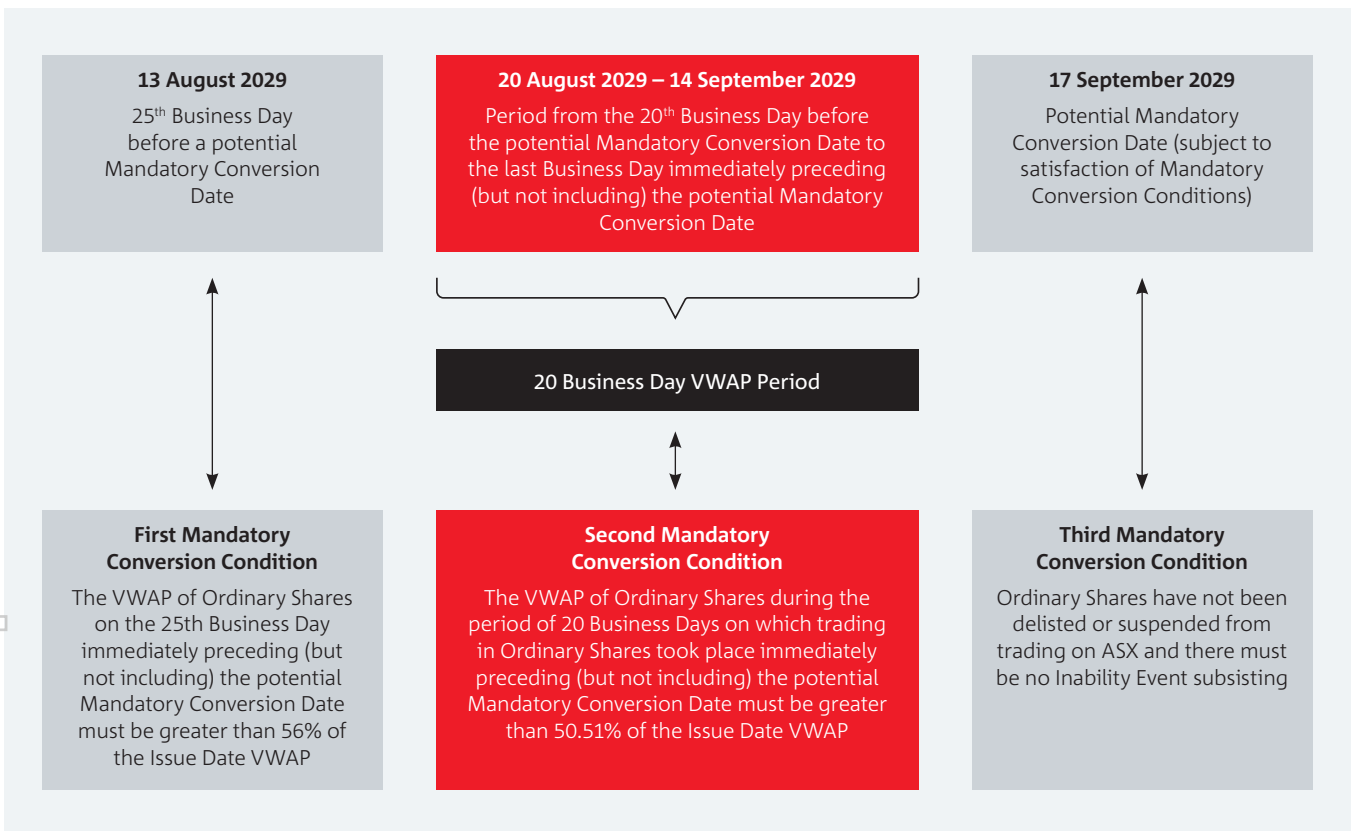 13 August 2029
25th Business Day
before a potential
Mandatory Conversion
Date
20 August 2029 – 14 September 2029
Period from the 20th Business Day before
the potential Mandatory Conversion Date to
the last Business Day immediately preceding
(but not including) the potential Mandatory
Conversion Date
17 September 2029
Potential Mandatory
Conversion Date (subject to
satisfaction of Mandatory
Conversion Conditions)
20 Business Day VWAP Period
First Mandatory
Conversion Condition
The VWAP of Ordinary Shares
on the 25th Business Day
immediately preceding (but
not including) the potential
Mandatory Conversion Date
must be greater than 56% of
the Issue Date VWAP
Second Mandatory
Conversion Condition
The VWAP of Ordinary Shares during the
period of 20 Business Days on which trading
in Ordinary Shares took place immediately
preceding (but not including) the potential
Mandatory Conversion Date must be greater
than 50.51% of the Issue Date VWAP
Third Mandatory
Conversion Condition
Ordinary Shares have not been
delisted or suspended from
trading on ASX and there must
be no Inability Event subsisting